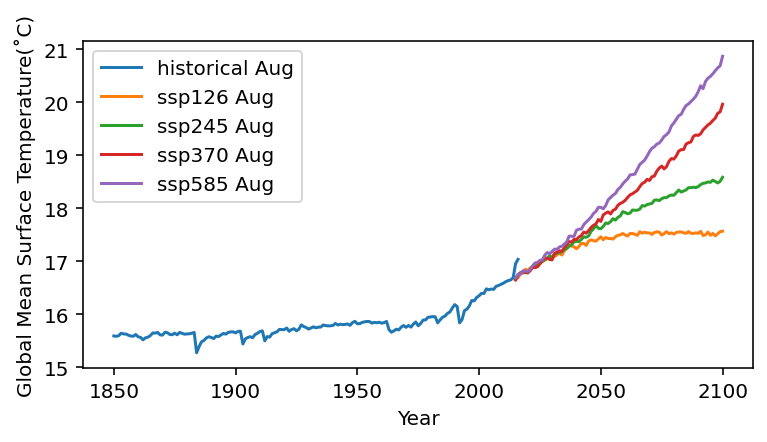 Global Mean Surface Temperature(˚C)
21
20
19
18
17
16
15
historical Aug
ssp126 Aug
ssp245 Aug
ssp370 Aug
ssp585 Aug
1850 1900 1950 2000 2050 2100
Year